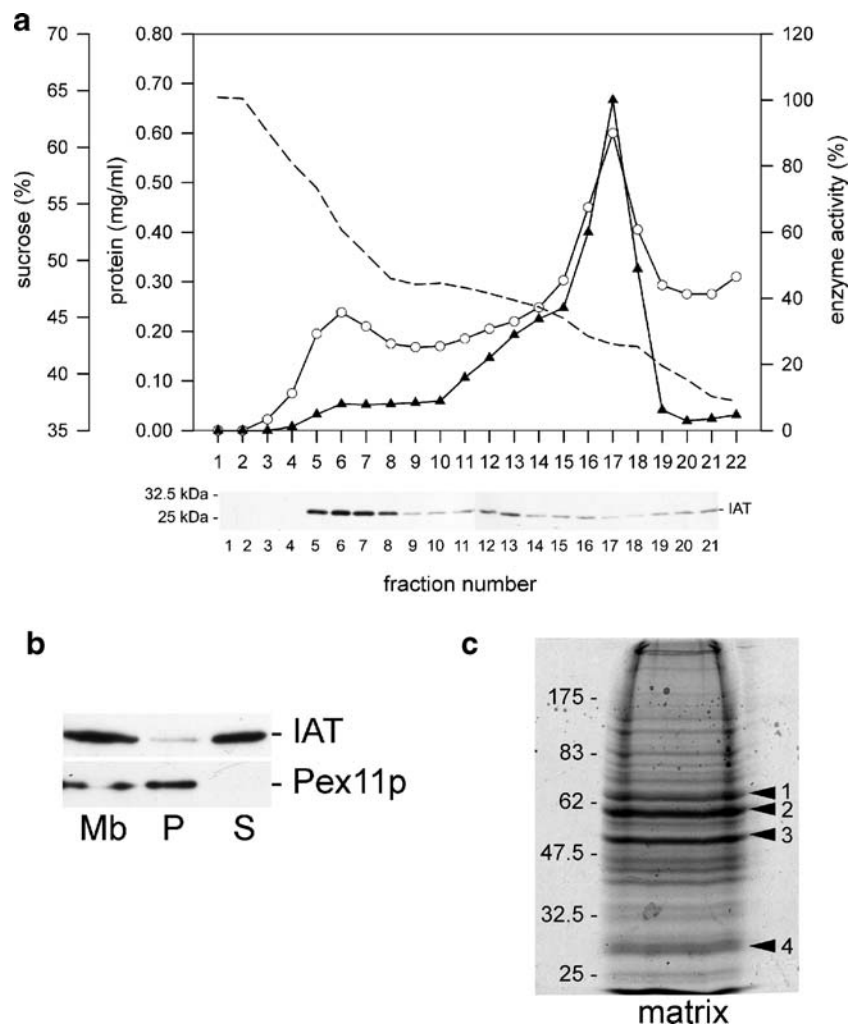 a
sucrose (%)
70
65
60
55
50
45
40
35
protein (mg/ml)
0.80
0.70
0.60
0.50
0.40
0.30
0.20
0.10
0.00
120
100
80
60
40
20
0
enzyme activity (%)
1 2 3 4 5 6 7 8 9 10 11 12 13 14 15 16 17 18 19 20 21 22
32.5 kDa -
25 kDa -
- IAT
1 2 3 4 5 6 7 8 9 10 11 12 13 14 15 16 17 18 19 20 21
fraction number
b
- IAT
- Pex11p
Mb P S
c
175 -
83 -
62 -
47.5 -
32.5 -
25 -
1
2
3
4
matrix